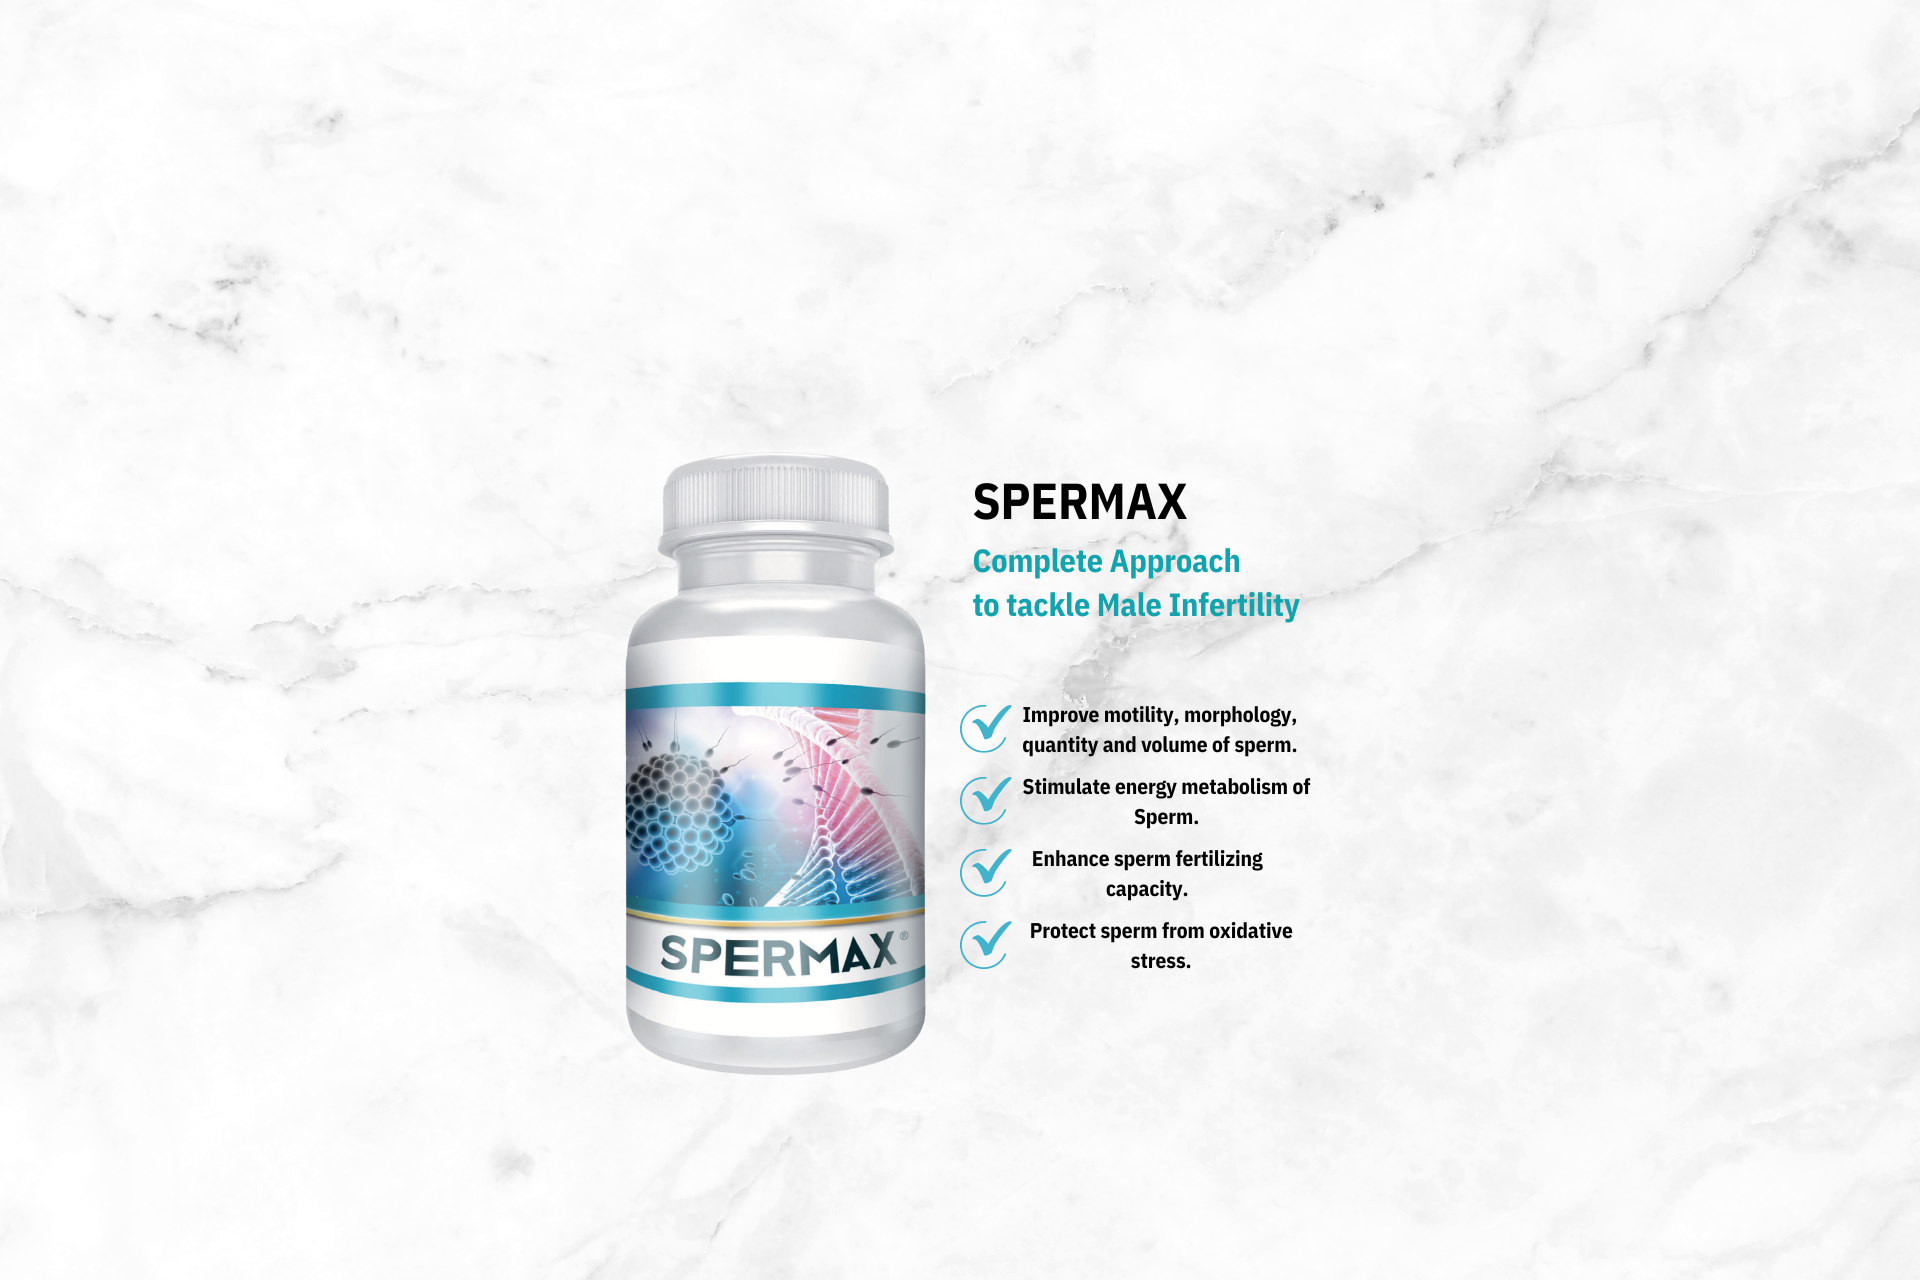 SPERMAX
Complete Approach
to tackle Male Infertility
Improve motility, morphology,
quantity and volume of sperm.
Stimulate energy metabolism of
Sperm.
Enhance sperm fertilizing
capacity.
Protect sperm from oxidative
stress.
SPERMAX®